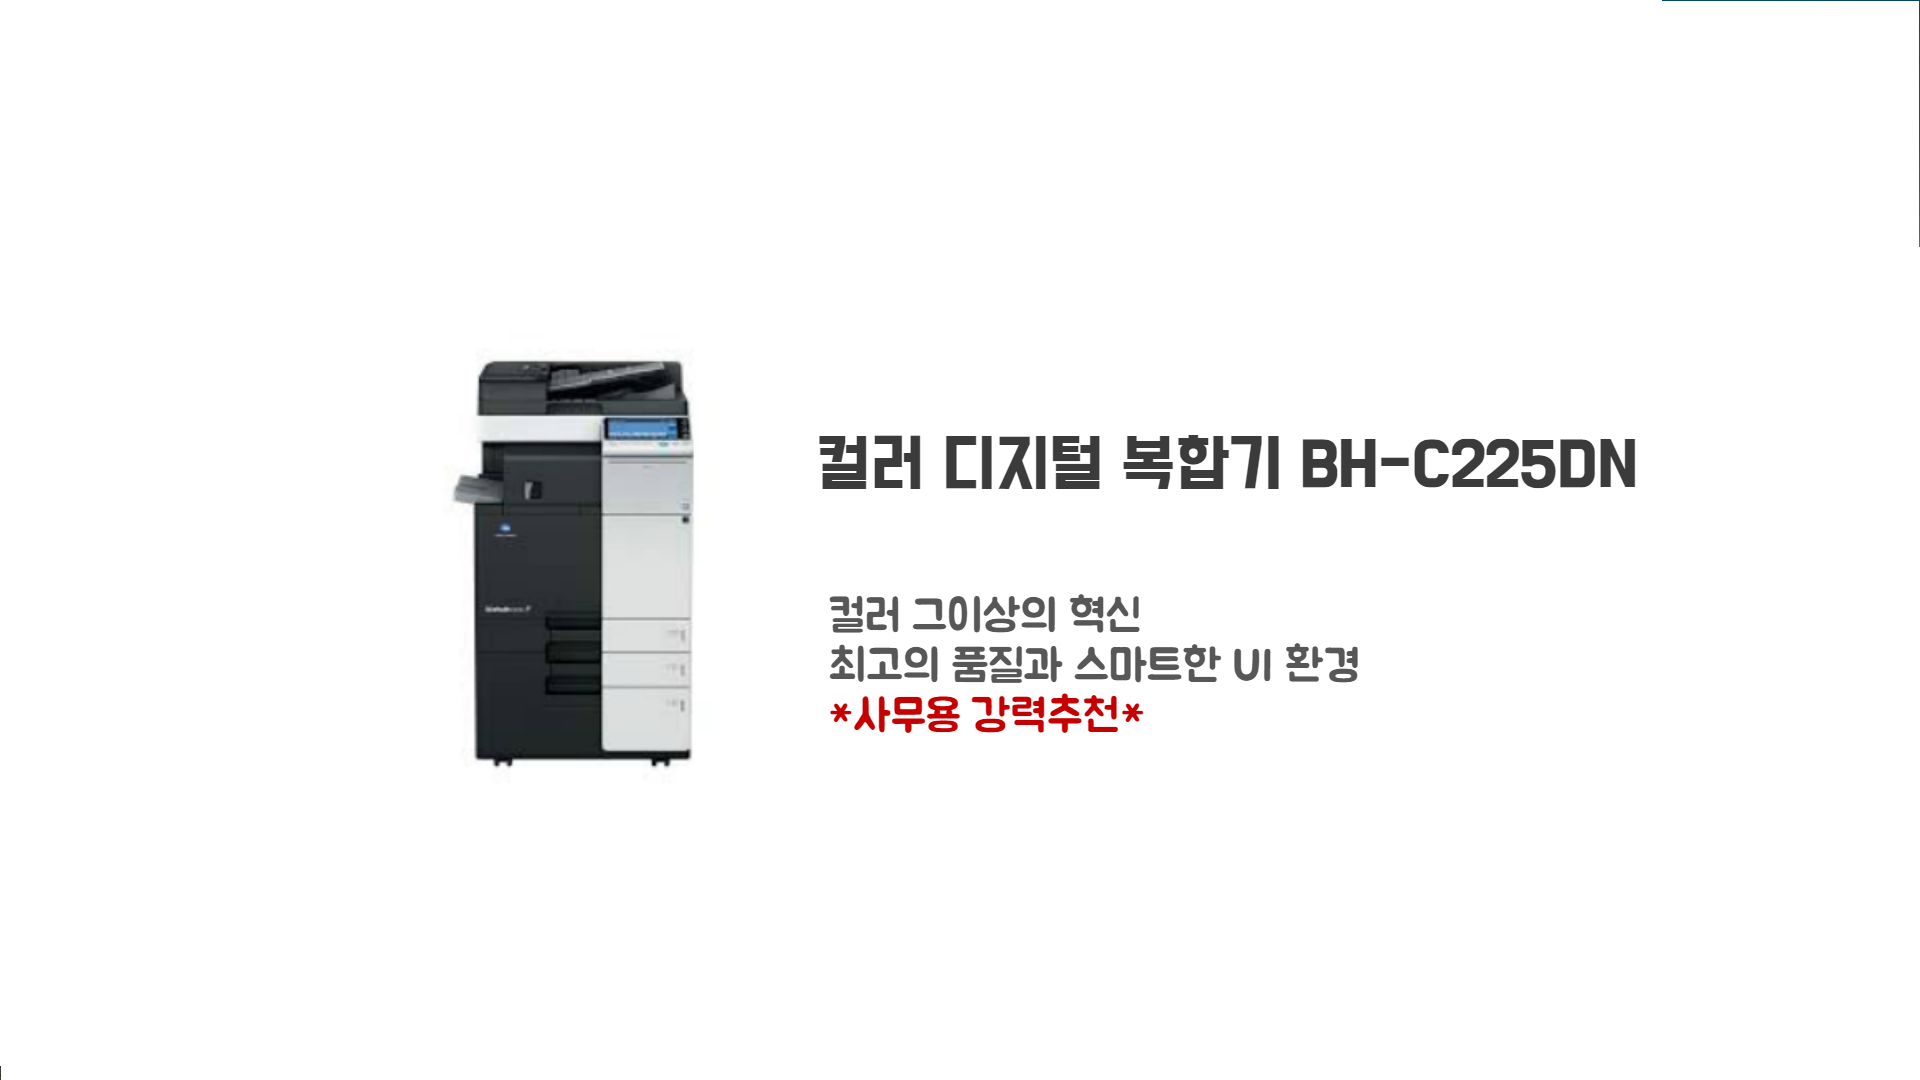 컬러 디지털 복합기 BH-C225DN
컬러 그이상의 혁신
최고의 품질과 스마트한 UI 환경
*사무용 강력추천*